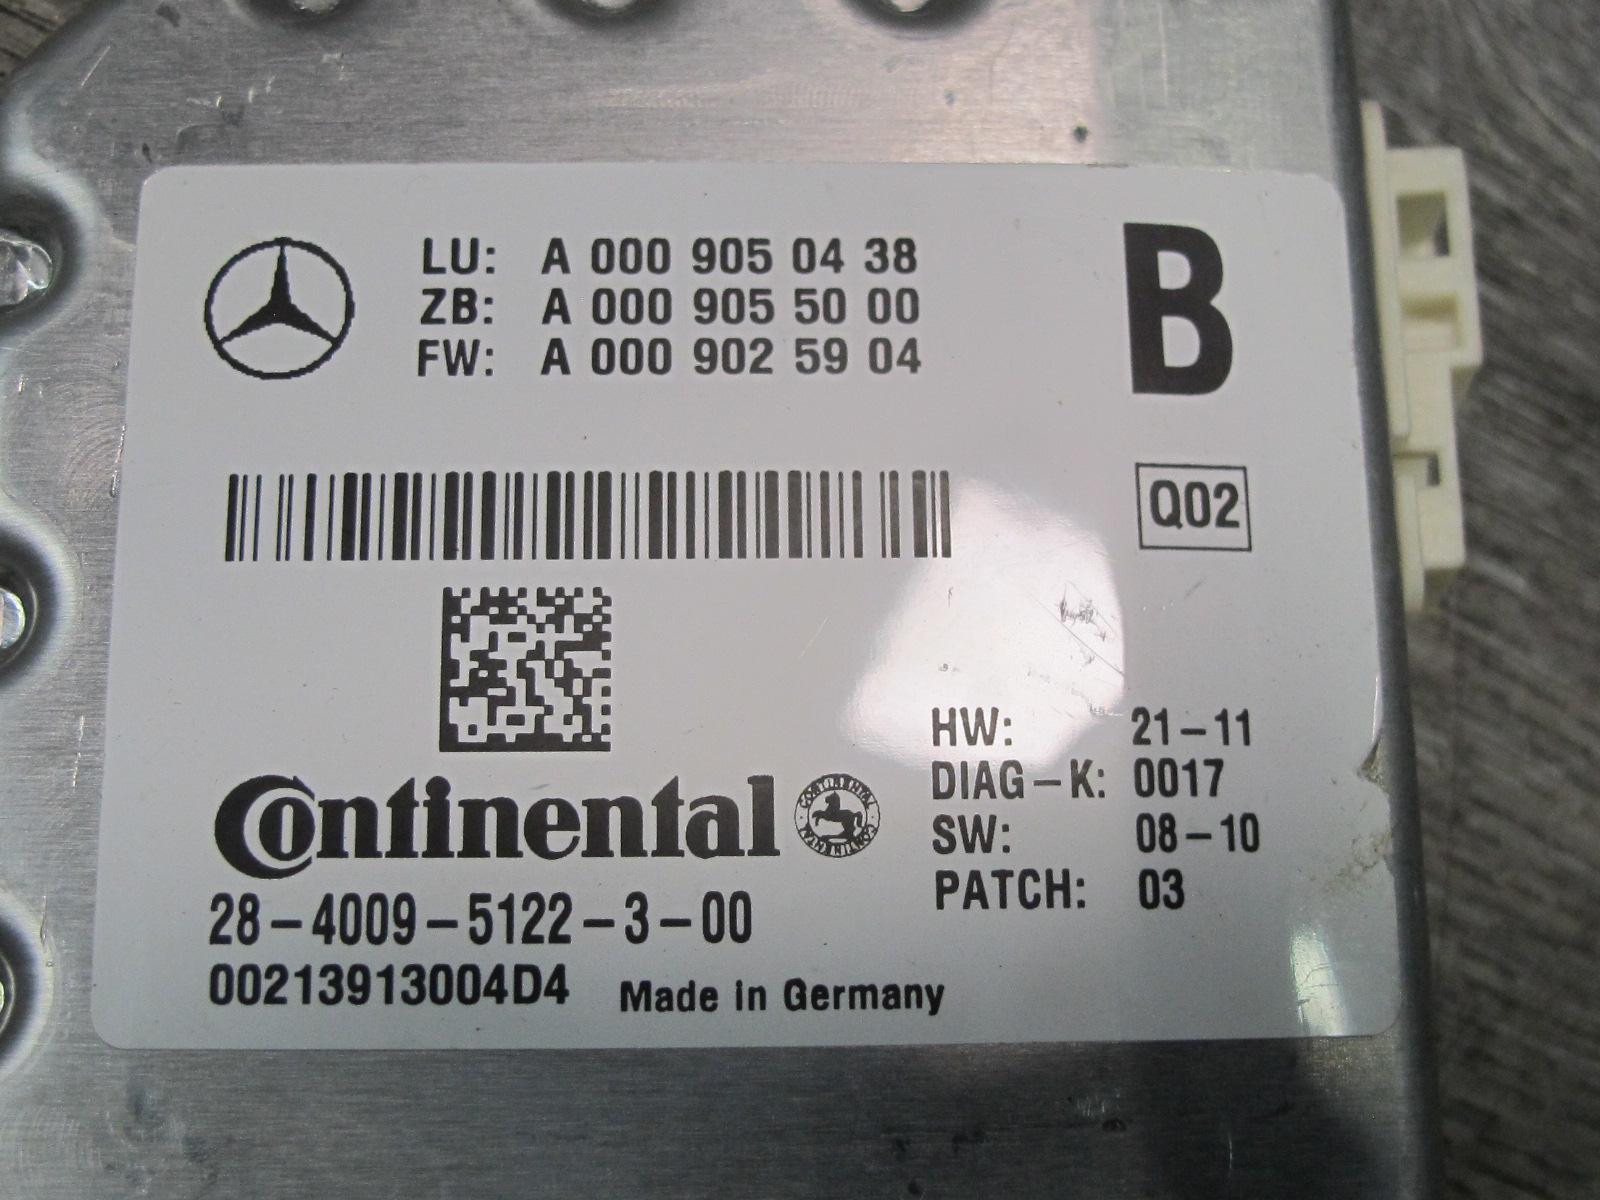 LU: A 000 905 04 38
ZB: A 000 905 50 00
FW: A 000 902 59 04
B
Q02
HW: 21-11
DIAG-K: 0017
SW: 08-10
PATCH: 03
Continental
CONTINENTAL
28-4009-5122-3-00
00213913004D4 Made in Germany